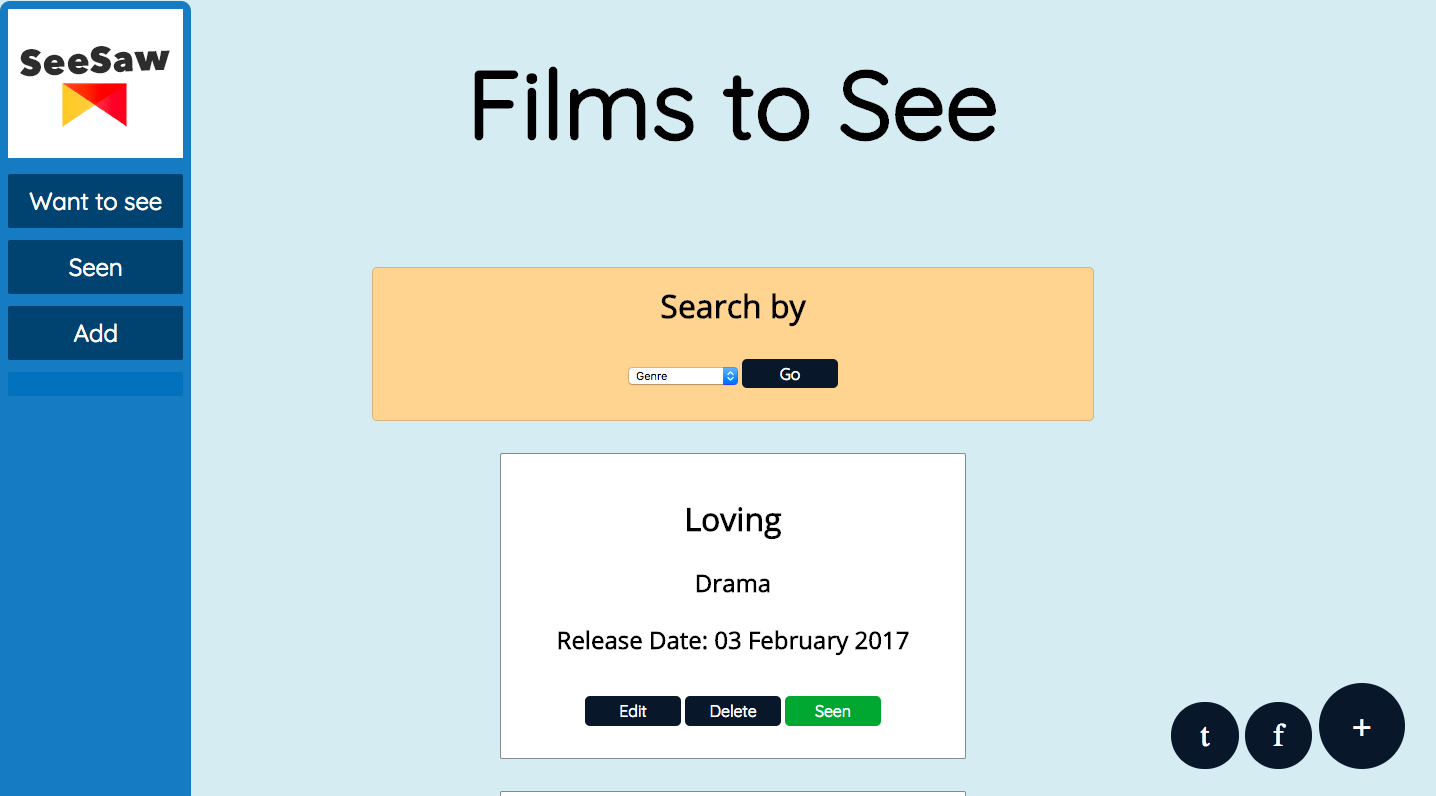 SeeSaw
Want to see
Seen
Add
Films to See
Search by
Genre
Go
Loving
Drama
Release Date: 03 February 2017
Edit
Delete
Seen
t
f
+